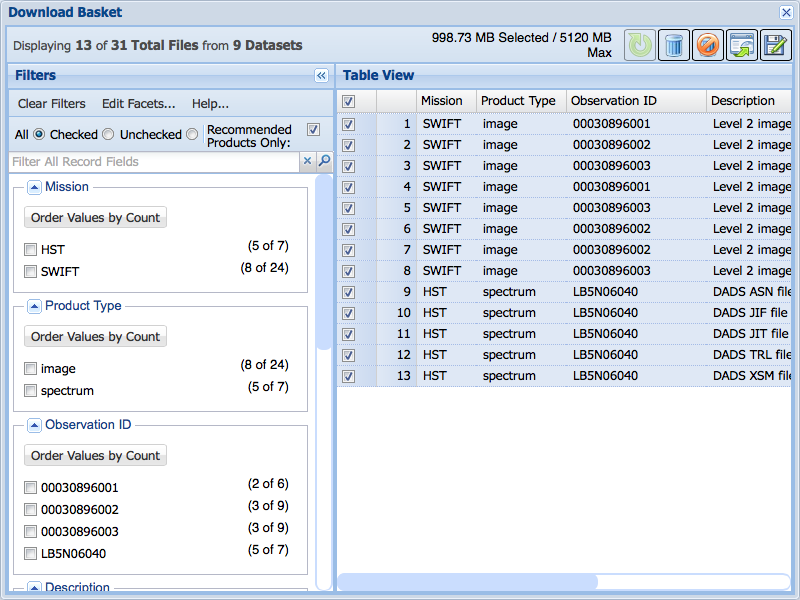 Download Basket
Displaying 13 of 31 Total Files from 9 Datasets
998.73 MB Selected / 5120 MB
Max
Filters
Clear Filters Edit Facets... Help...
All Checked Unchecked Recommended
Products Only:
Filter All Record Fields
Mission
Order Values by Count
HST (5 of 7)
SWIFT (8 of 24)
Product Type
Order Values by Count
image (8 of 24)
spectrum (5 of 7)
Observation ID
Order Values by Count
00030896001 (2 of 6)
00030896002 (3 of 9)
00030896003 (3 of 9)
LB5N06040 (5 of 7)
Description
Table View
Mission Product Type Observation ID Description
1 SWIFT image 00030896001 Level 2 image
2 SWIFT image 00030896002 Level 2 image
3 SWIFT image 00030896003 Level 2 image
4 SWIFT image 00030896001 Level 2 image
5 SWIFT image 00030896003 Level 2 image
6 SWIFT image 00030896002 Level 2 image
7 SWIFT image 00030896002 Level 2 image
8 SWIFT image 00030896003 Level 2 image
9 HST spectrum LB5N06040 DADS ASN file
10 HST spectrum LB5N06040 DADS JIF file
11 HST spectrum LB5N06040 DADS JIT file
12 HST spectrum LB5N06040 DADS TRL file
13 HST spectrum LB5N06040 DADS XSM file